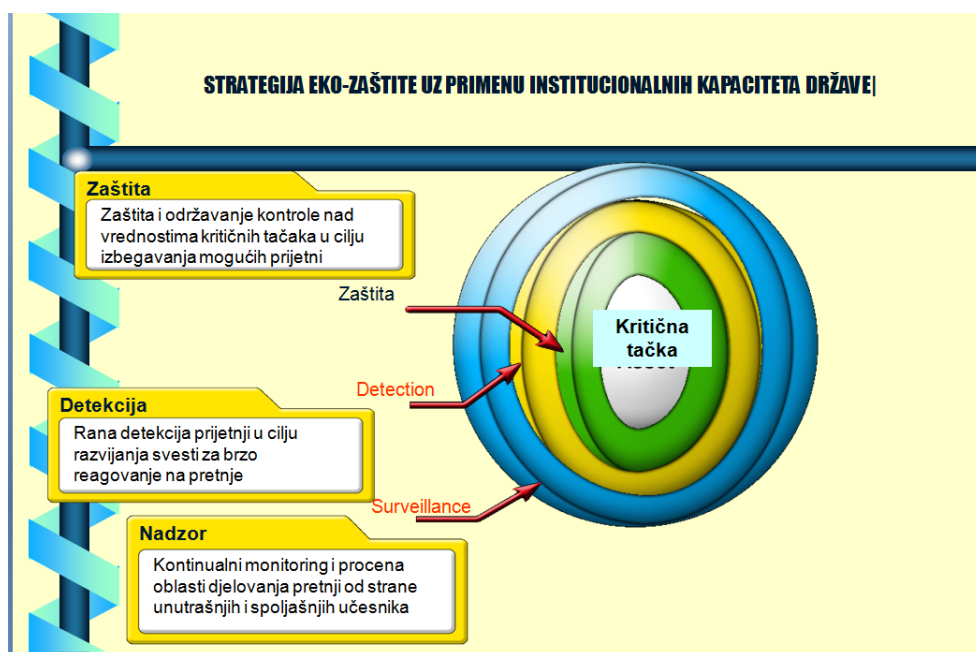 STRATEGIJA EKO-ZAŠTITE UZ PRIMENU INSTITUCIONALNIH KAPACITETA DRŽAVE|
Zaštita
Zaštita i održavanje kontrole nad
vrednostima kritičnih tačaka u cilju
izbegavanja mogućih prijetni
Zaštita
Kritična
tačka
Detection
Detekcija
Rana detekcija prijetnji u cilju
razvijanja svesti za brzo
reagovanje na pretnje
Surveillance
Nadzor
Kontinualni monitoring i procena
oblasti djelovanja pretnji od strane
unutrašnjih i spoljašnjih učesnika